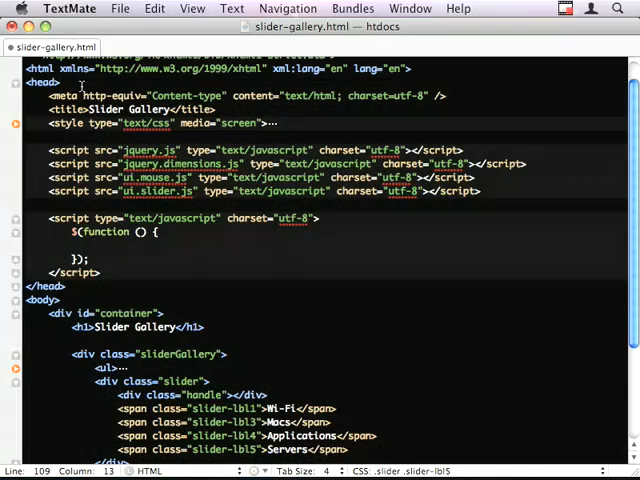 TextMate File Edit View Text Navigation Bundles Window Help
slider-gallery.html — htdocs
slider-gallery.html
<html xmlns="http://www.w3.org/1999/xhtml" xml:lang="en" lang="en">
<head>
<meta http-equiv="Content-type" content="text/html; charset=utf-8" />
<title>Slider Gallery</title>
<style type="text/css" media="screen">…
<script src="jquery.js" type="text/javascript" charset="utf-8"></script>
<script src="jquery.dimensions.js" type="text/javascript" charset="utf-8"></script>
<script src="ui.mouse.js" type="text/javascript" charset="utf-8"></script>
<script src="ui.slider.js" type="text/javascript" charset="utf-8"></script>
<script type="text/javascript" charset="utf-8">
$(function () {
});
</script>
</head>
<body>
<div id="container">
<h1>Slider Gallery</h1>
<div class="sliderGallery">
<ul>…
<div class="slider">
<div class="handle"></div>
<span class="slider-lbl1">Wi-Fi</span>
<span class="slider-lbl3">Macs</span>
<span class="slider-lbl4">Applications</span>
<span class="slider-lbl5">Servers</span>
</div>
Line: 109 Column: 13 HTML Tab Size: 4 CSS: .slider .slider-lbl5